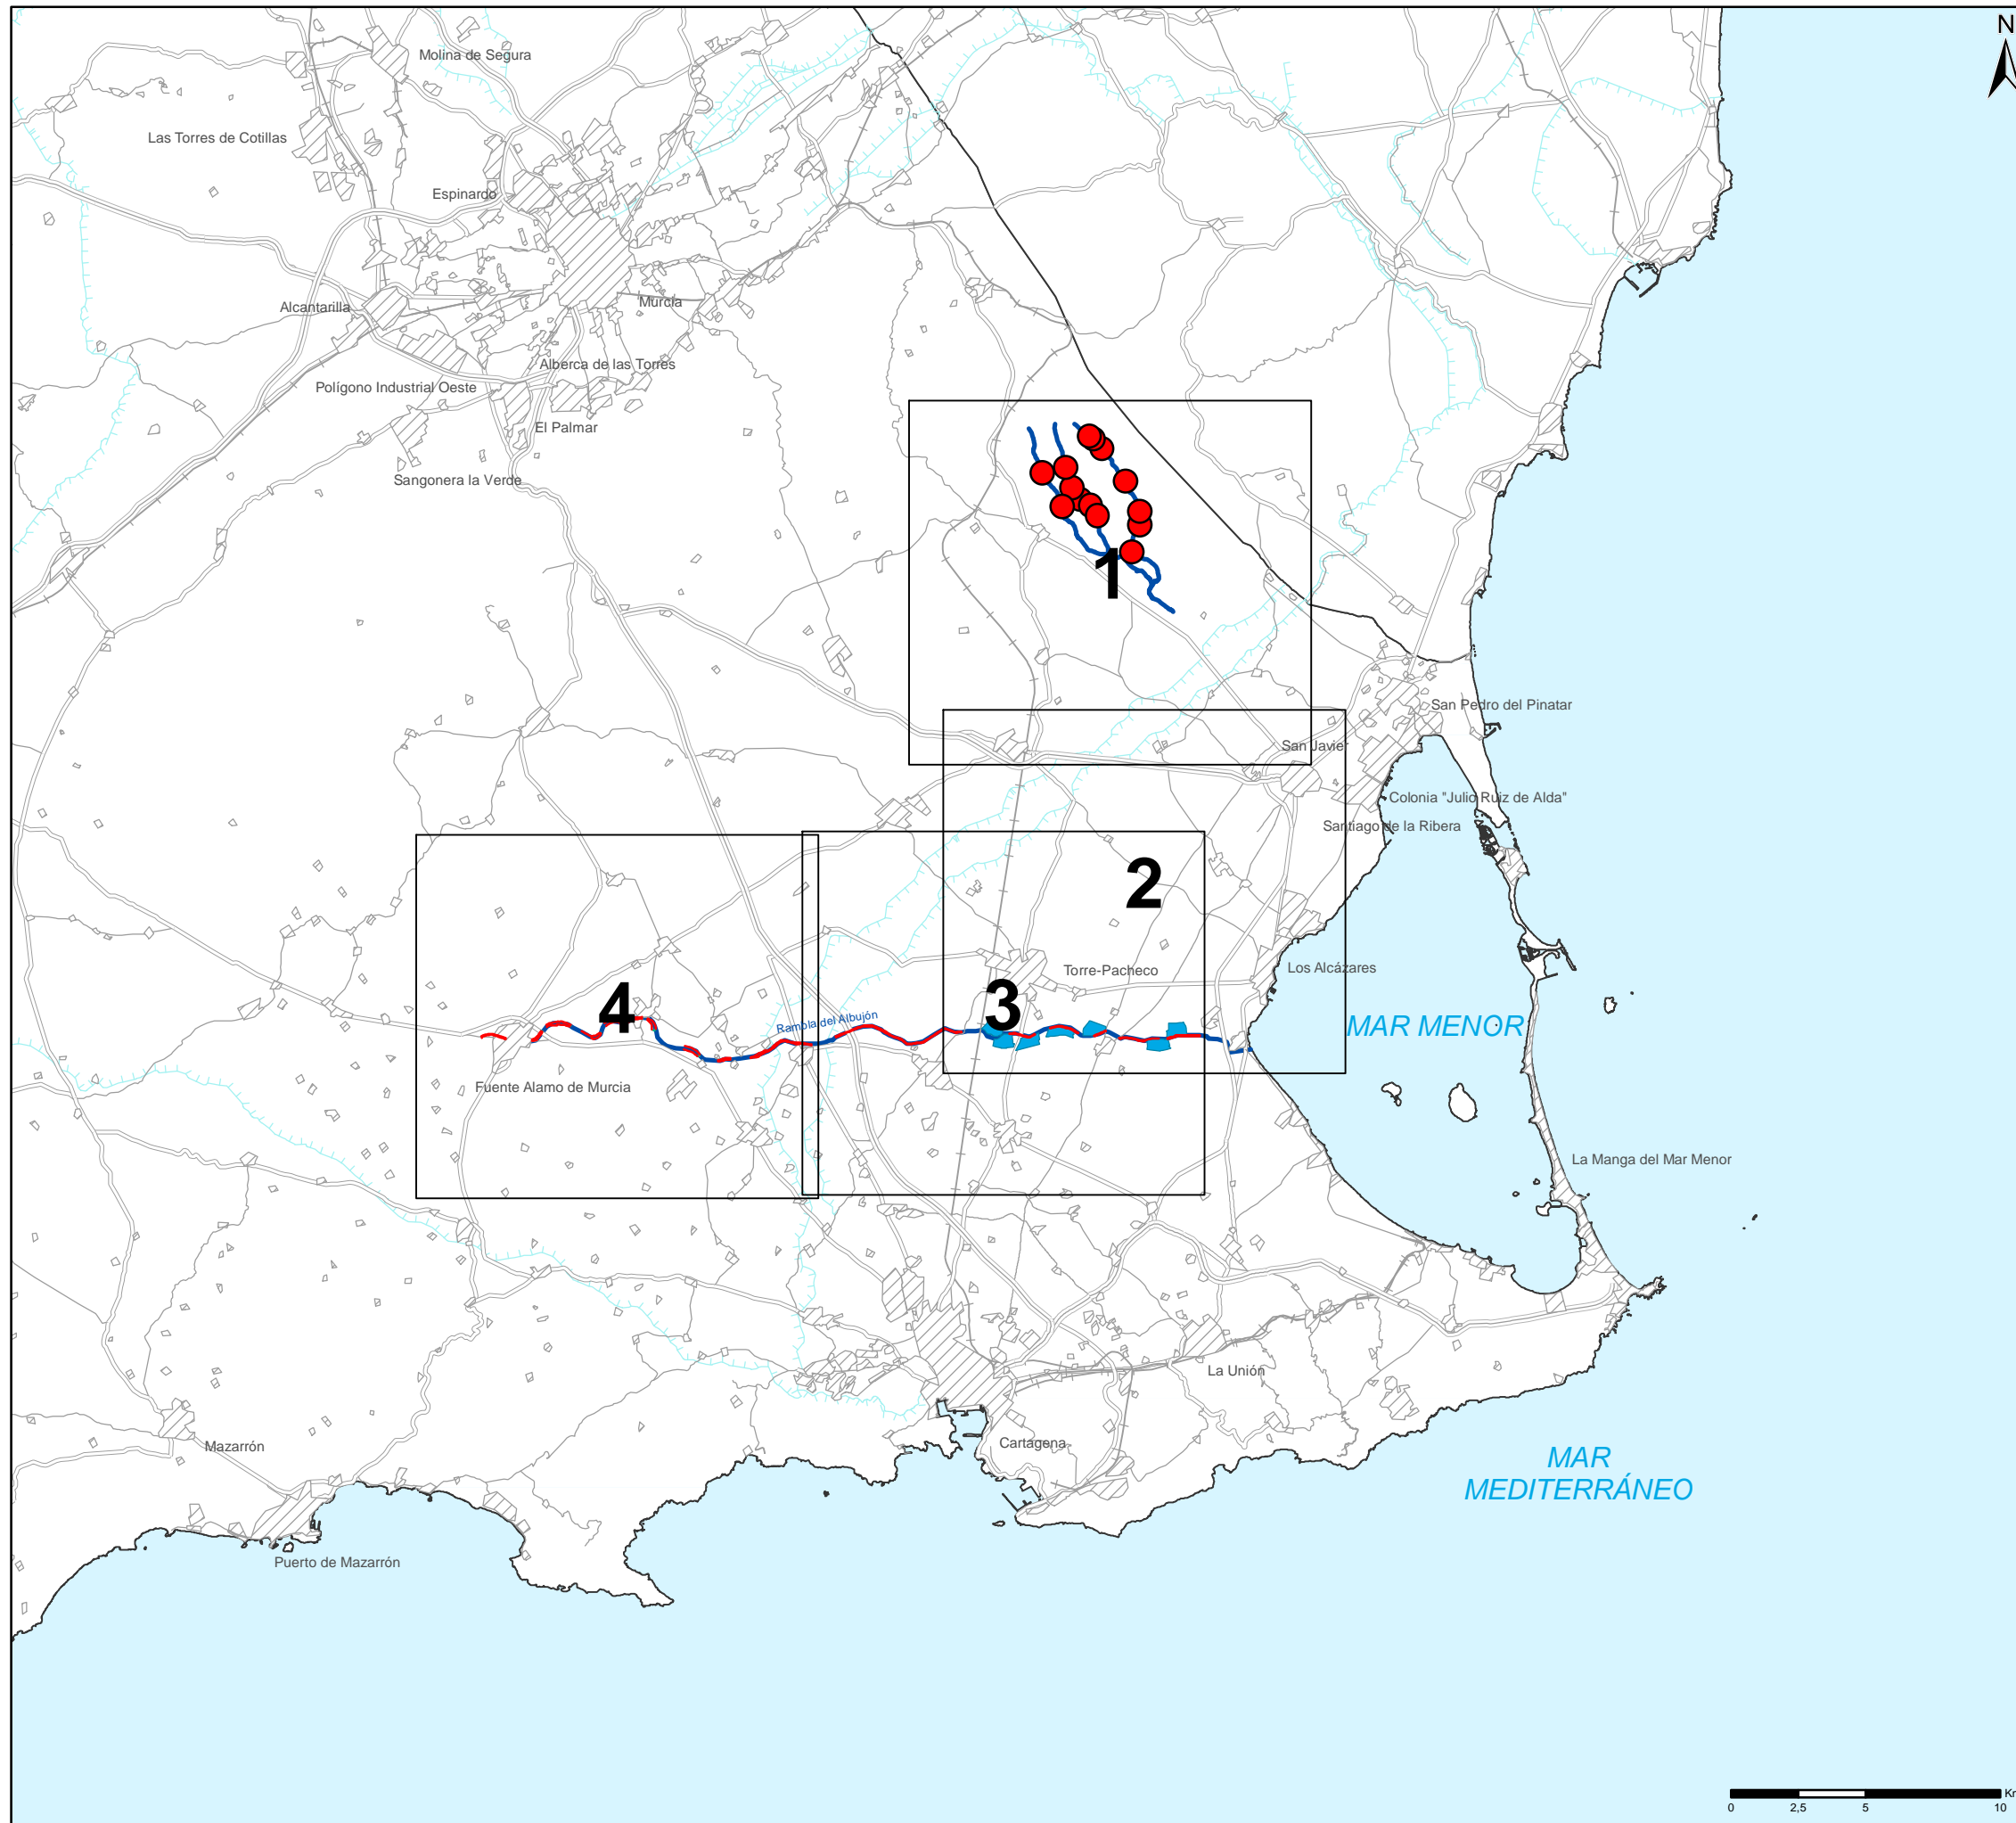 N
Molina de Segura
Las Torres de Cotillas
Espinardo
Murcia
Alcantarilla
Alberca de las Torres
Polígono Industrial Oeste
El Palmar
Sangonera la Verde
1
San Pedro del Pinatar
San Javier
Colonia "Julio Ruiz de Alda"
Santiago de la Ribera
2
Torre-Pacheco
Los Alcázares
3
4
Rambla del Albujón
MAR MENOR
Fuente Alamo de Murcia
La Manga del Mar Menor
La Unión
Cartagena
Mazarrón
MAR
MEDITERRÁNEO
Puerto de Mazarrón
0 2,5 5 10